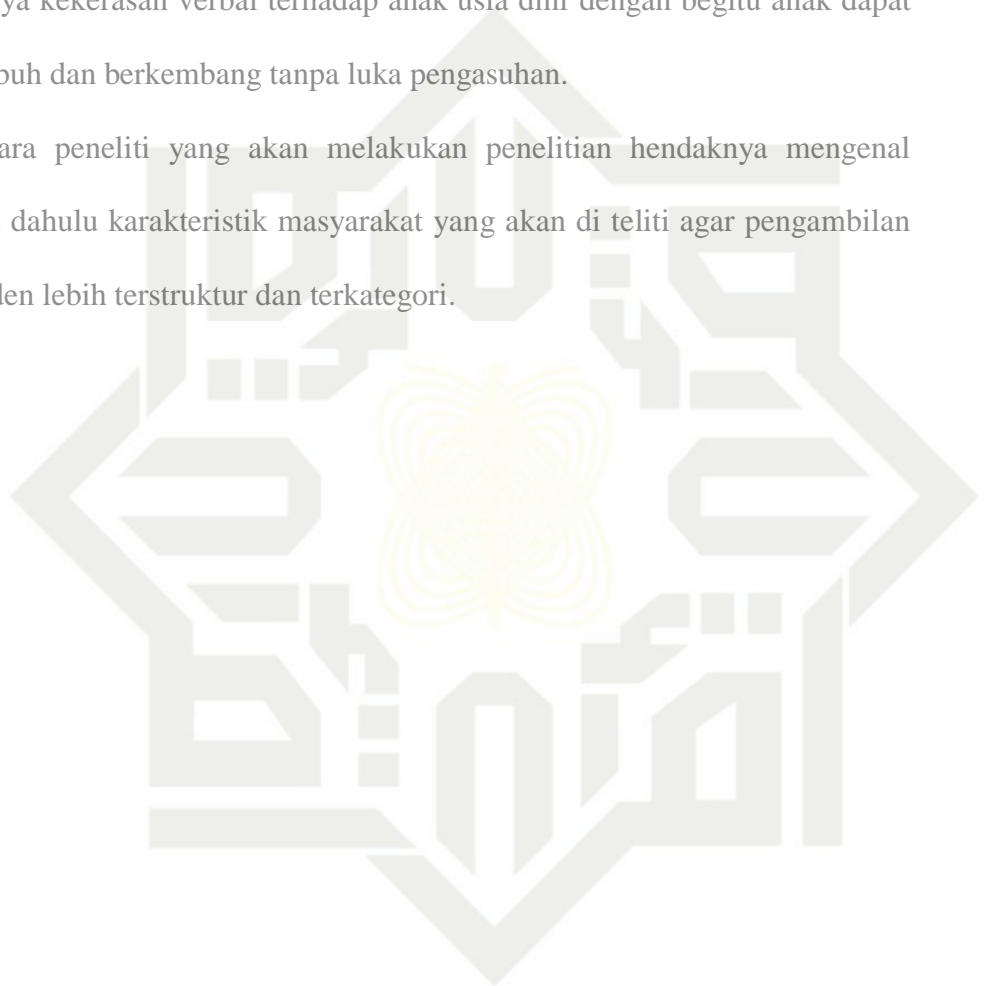 kekerasan verbal terhadap anak usia dini dengan begitu anak dapat
dan berkembang tanpa luka pengasuhan.
peneliti yang akan melakukan penelitian hendaknya mengenal
dahulu karakteristik masyarakat yang akan di teliti agar pengambilan
lebih terstruktur dan terkategori.